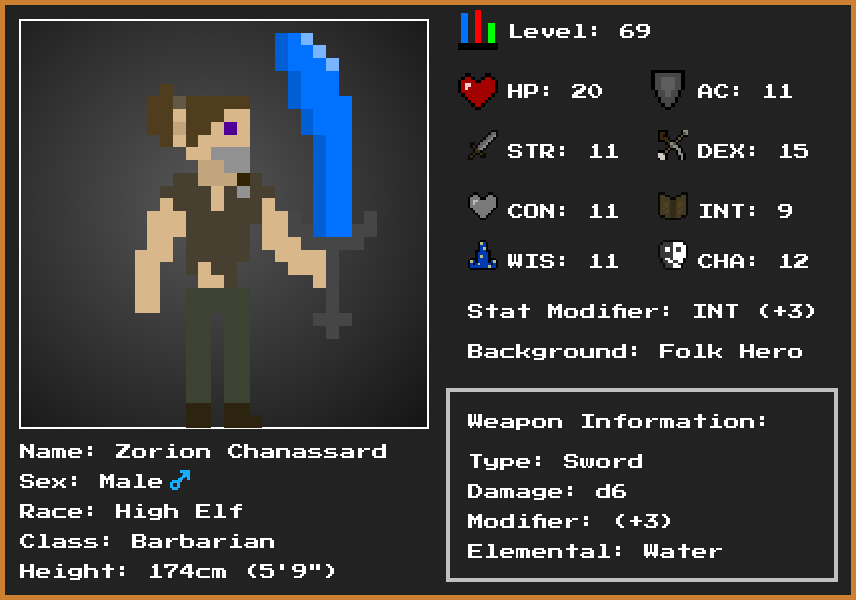 Level: 69
HP: 20
AC: 11
STR: 11
DEX: 15
CON: 11
INT: 9
WIS: 11
CHA: 12
Stat Modifier: INT (+3)
Background: Folk Hero
Weapon Information:
Type: Sword
Damage: d6
Modifier: (+3)
Elemental: Water
Name: Zorion Chanassard
Sex: Male♂
Race: High Elf
Class: Barbarian
Height: 174cm (5'9")